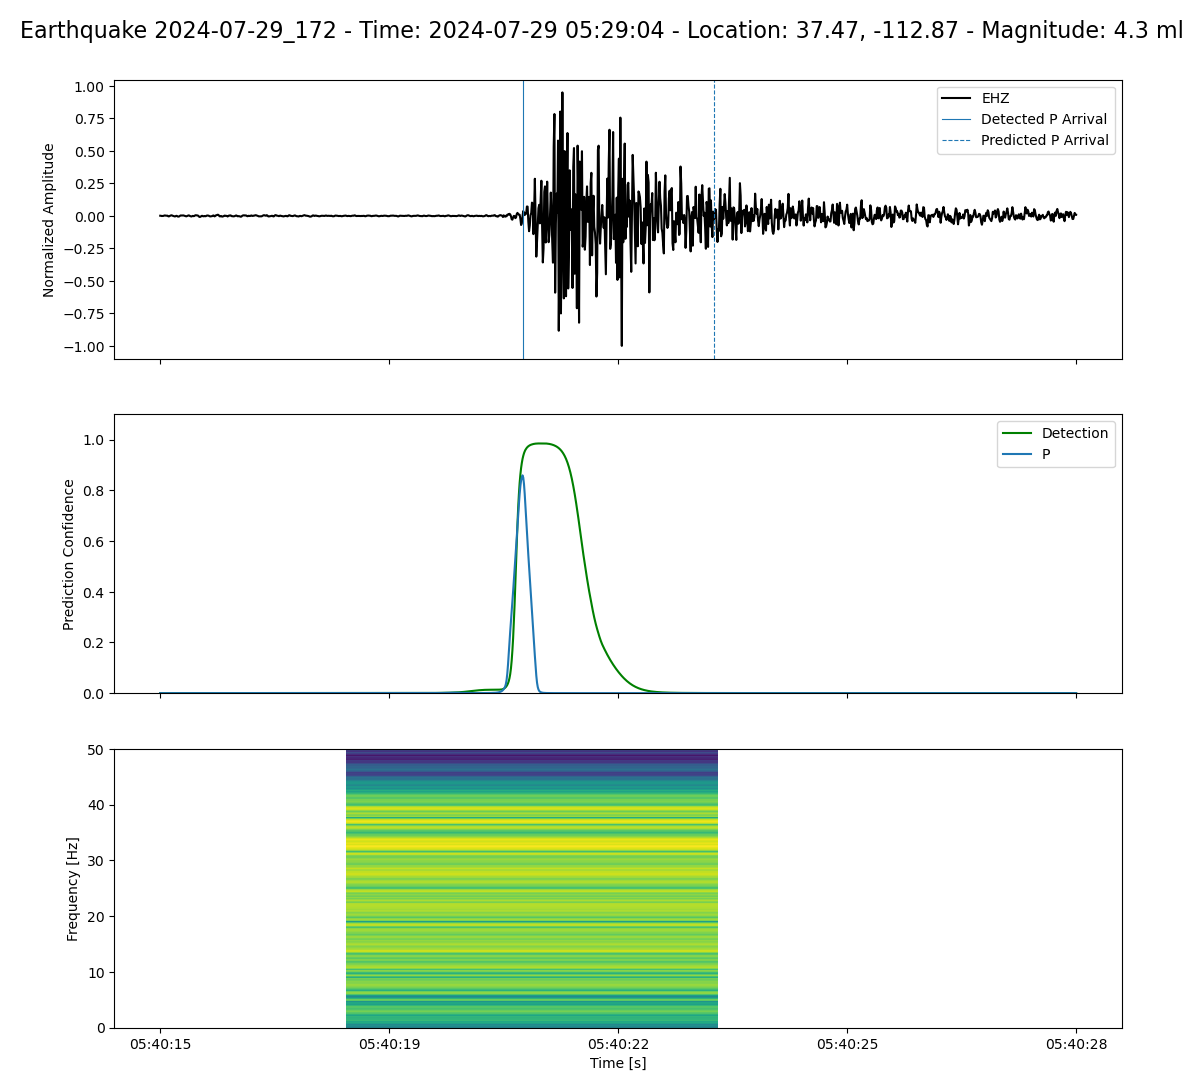 Earthquake 2024-07-29_172 - Time: 2024-07-29 05:29:04 - Location: 37.47, -112.87 - Magnitude: 4.3 ml
1.00
0.75
0.50
0.25
0.00
−0.25
−0.50
−0.75
−1.00
Normalized Amplitude
EHZ
Detected P Arrival
Predicted P Arrival
1.0
0.8
0.6
0.4
0.2
0.0
Prediction Confidence
Detection
P
50
40
30
20
10
0
Frequency [Hz]
05:40:15
05:40:19
05:40:22
05:40:25
05:40:28
Time [s]